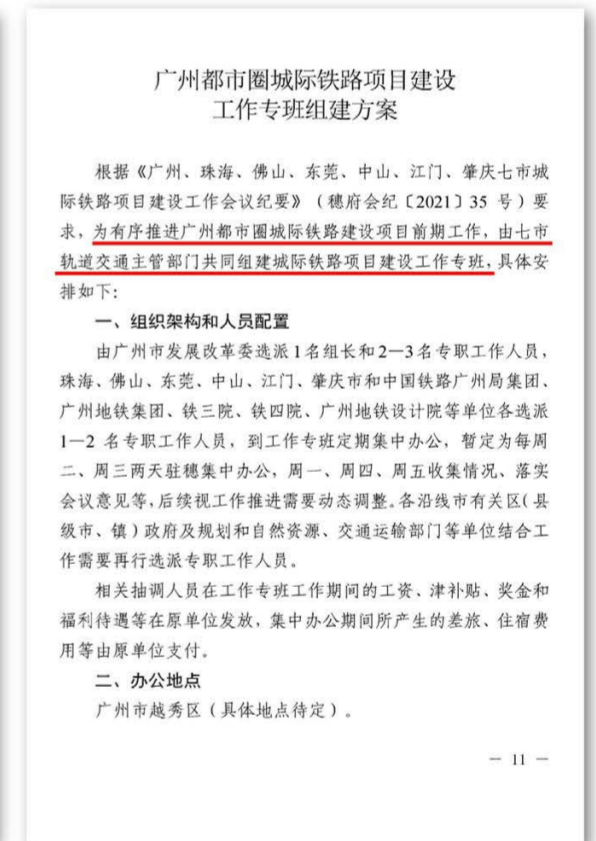 广州都市圈城际铁路项目建设
工作专班组建方案
根据《广州、珠海、佛山、东莞、中山、江门、肇庆七市城
际铁路项目建设工作会议纪要》（穗府会纪〔2021〕35 号）要
求，为有序推进广州都市圈城际铁路建设项目前期工作，由七市
轨道交通主管部门共同组建城际铁路项目建设工作专班，具体安
排如下：
一、组织架构和人员配置
由广州市发展改革委选派1名组长和2—3名专职工作人员，
珠海、佛山、东莞、中山、江门、肇庆市和中国铁路广州局集团、
广州地铁集团、铁三院、铁四院、广州地铁设计院等单位各选派
1—2 名专职工作人员，到工作专班定期集中办公，暂定为每周
二、周三两天驻穗集中办公，周一、周四、周五收集情况、落实
会议意见等，后续视工作推进需要动态调整。各沿线市有关区（县
级市、镇）政府及规划和自然资源、交通运输部门等单位结合工
作需要再行选派专职工作人员。
相关抽调人员在工作专班工作期间的工资、津补贴、奖金和
福利待遇等在原单位发放，集中办公期间所产生的差旅、住宿费
用等由原单位支付。
二、办公地点
广州市越秀区（具体地点待定）。
— 11 —